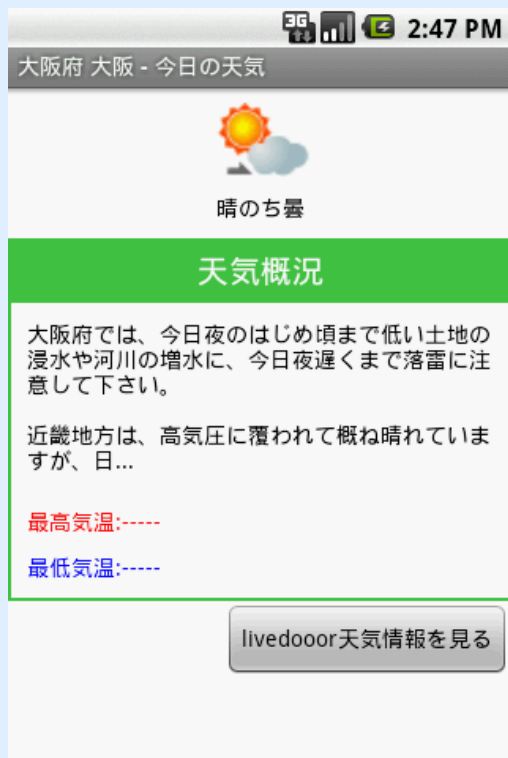 3G 2:47 PM
大阪府 大阪 - 今日の天気
晴のち曇
天気概況
大阪府では、今日夜のはじめ頃まで低い土地の
浸水や河川の増水に、今日夜遅くまで落雷に注
意して下さい。
近畿地方は、高気圧に覆われて概ね晴れていま
すが、日...
最高気温:-----
最低気温:-----
livedooor天気情報を見る